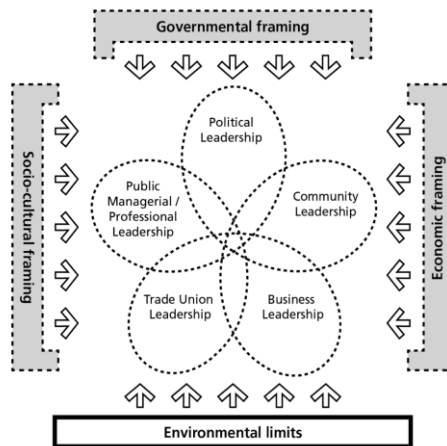 Governmental framing
Socio-cultural framing
Economic framing
Political
Leadership
Public
Managerial /
Professional
Leadership
Community
Leadership
Trade Union
Leadership
Business
Leadership
Environmental limits